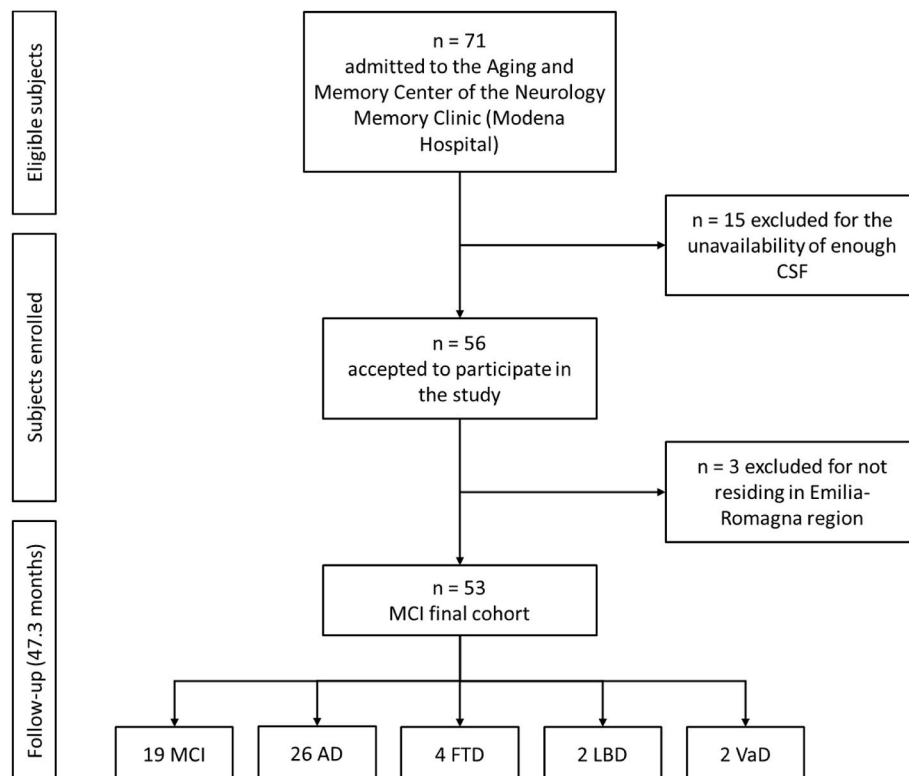 Eligible subjects
n = 71
admitted to the Aging and
Memory Center of the Neurology
Memory Clinic (Modena
Hospital)
n = 15 excluded for the
unavailability of enough
CSF
Subjects enrolled
n = 56
accepted to participate in
the study
n = 3 excluded for not
residing in Emilia-
Romagna region
Follow-up (47.3 months)
n = 53
MCI final cohort
19 MCI
26 AD
4 FTD
2 LBD
2 VaD